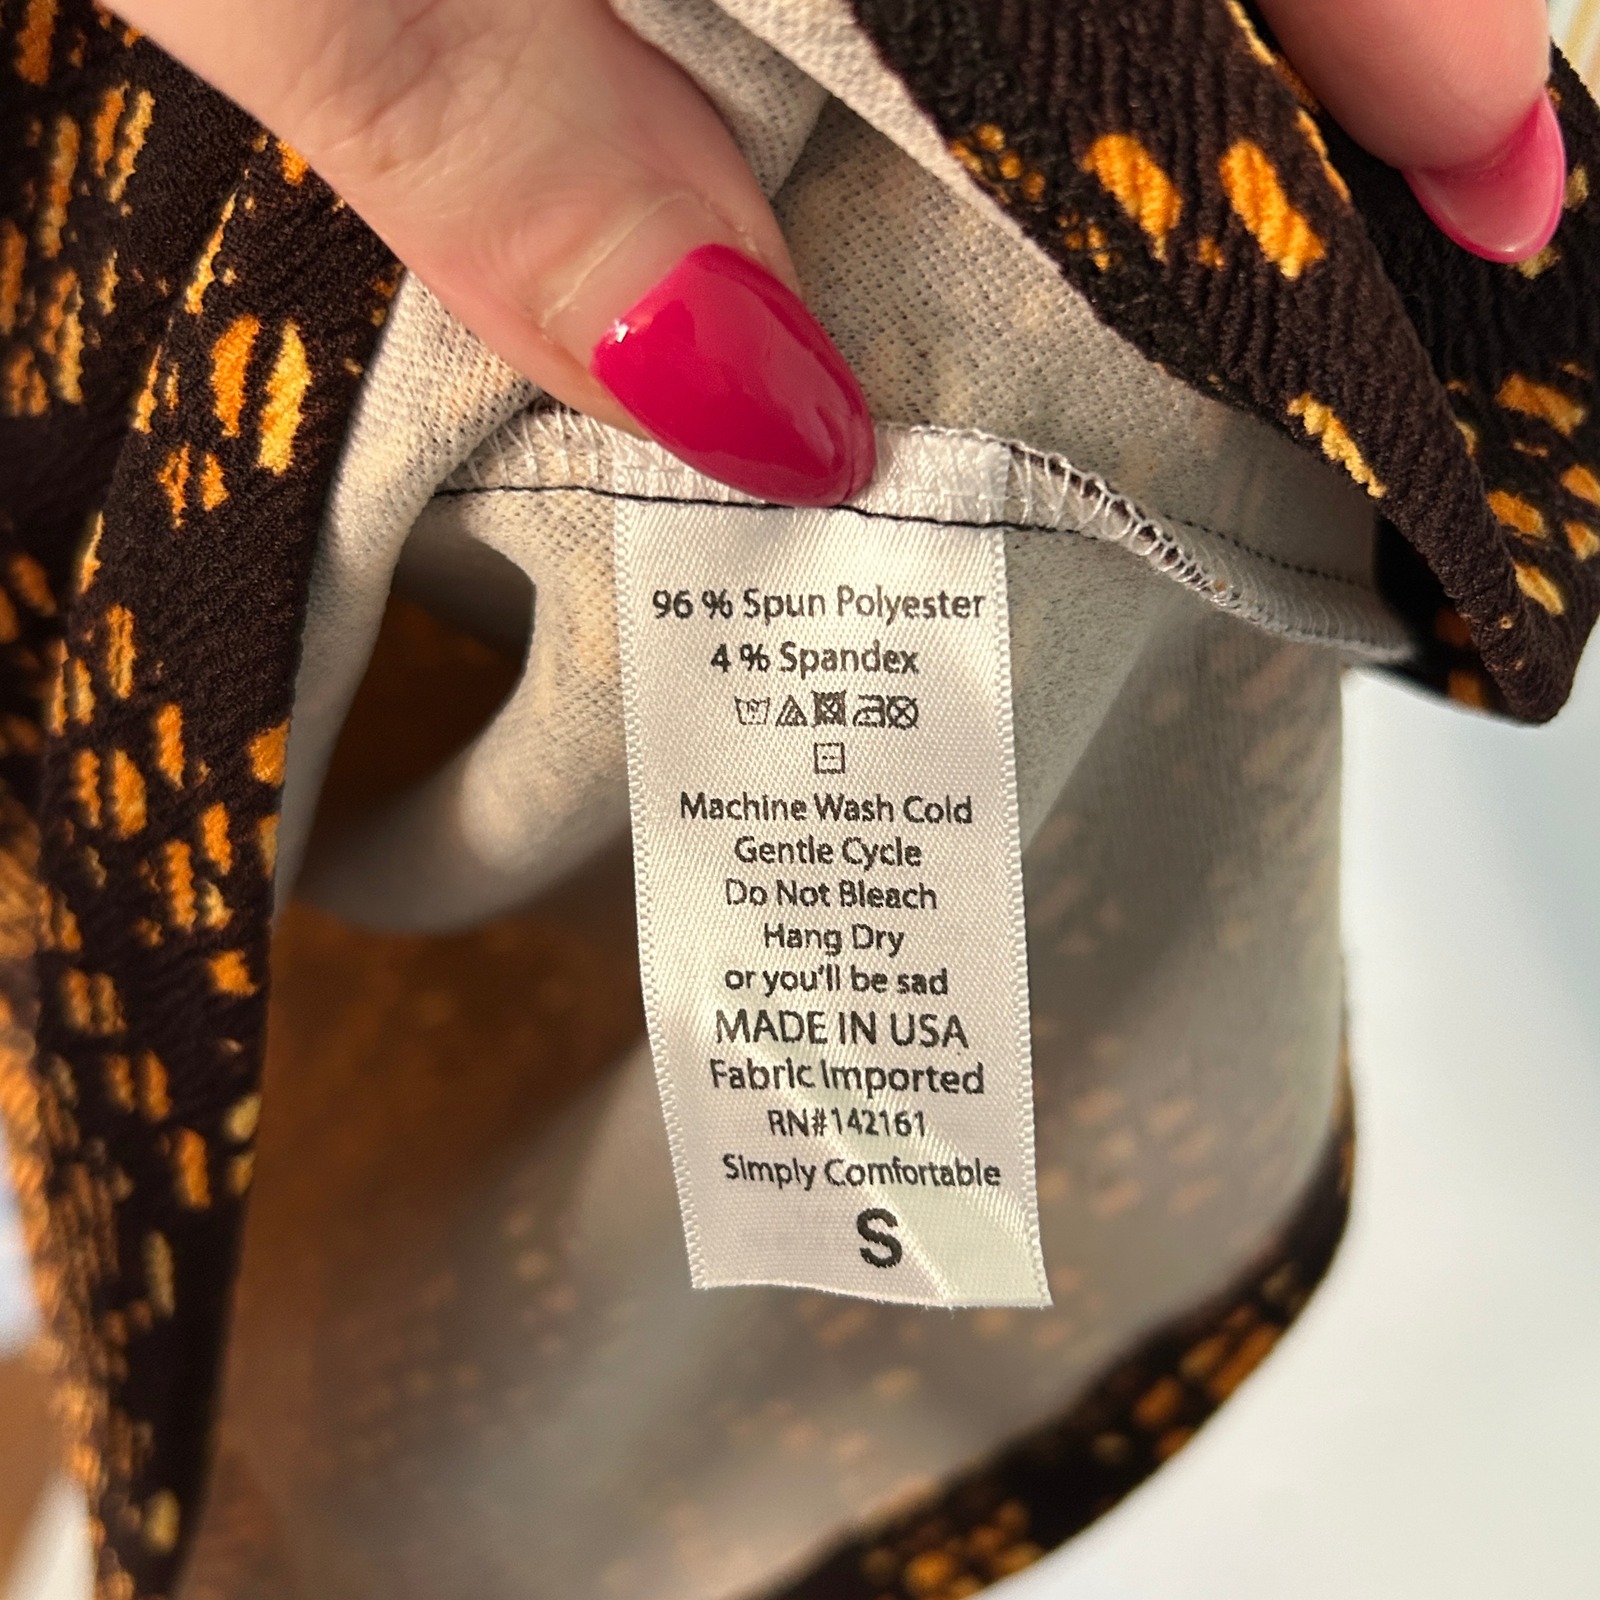 96 % Spun Polyester
4 % Spandex
Machine Wash Cold
Gentle Cycle
Do Not Bleach
Hang Dry
or you'll be sad
MADE IN USA
Fabric Imported
RN#142161
Simply Comfortable
S